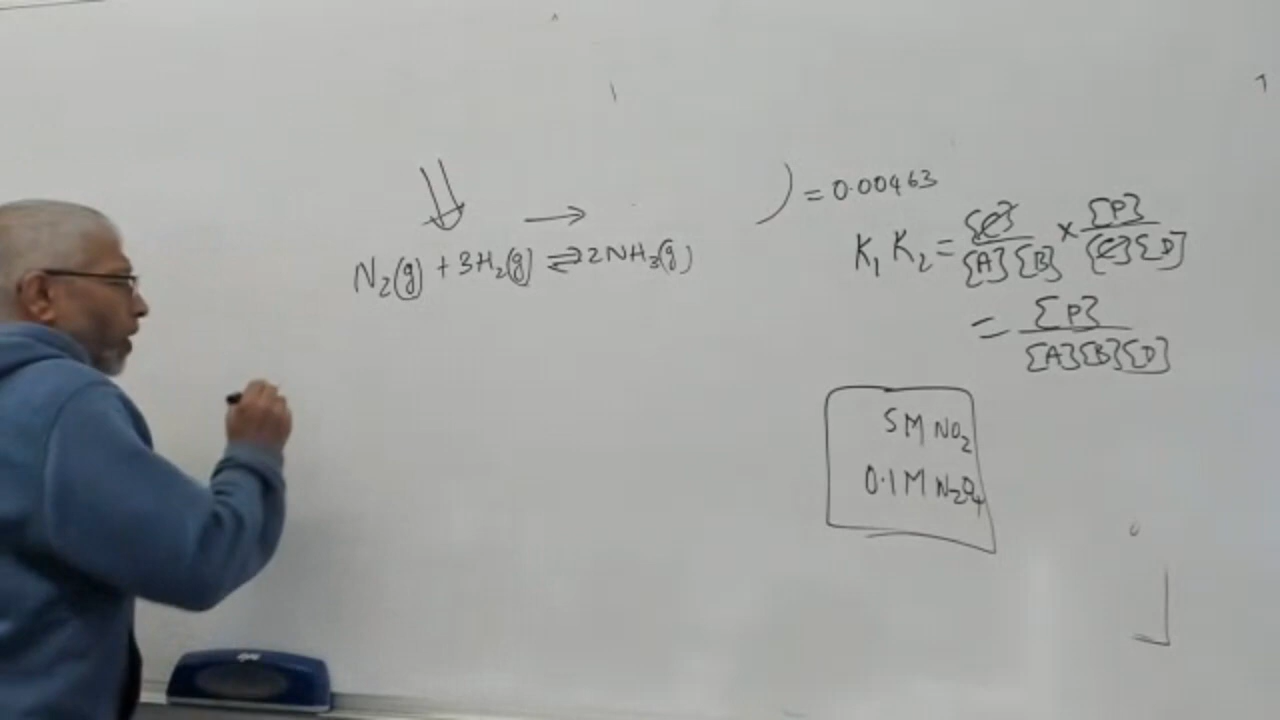 N₂(g) + 3H₂(g) ⇌ 2NH₃(g)
) = 0.00463
K₁ K₂ = [C]/[A][B] × [P]/[C][D]
= [P]/[A][B][D]
5M NO₂
0.1M N₂O₄